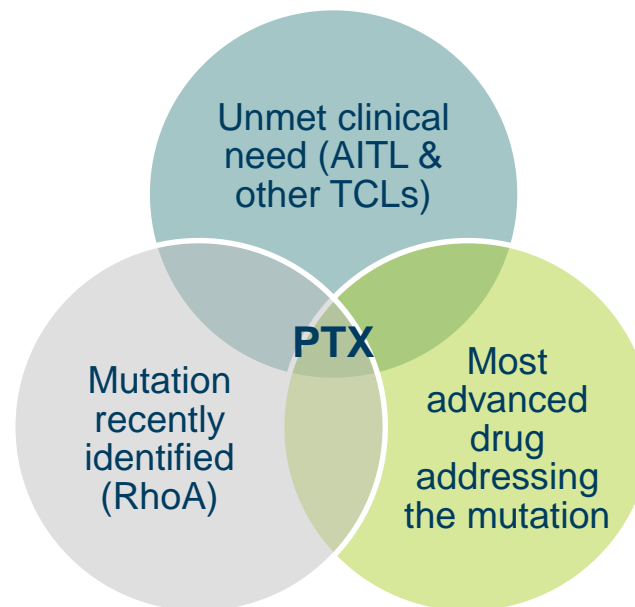 Unmet clinical
need (AITL &
other TCLs)
PTX
Mutation
recently
identified
(RhoA)
Most
advanced
drug
addressing
the mutation